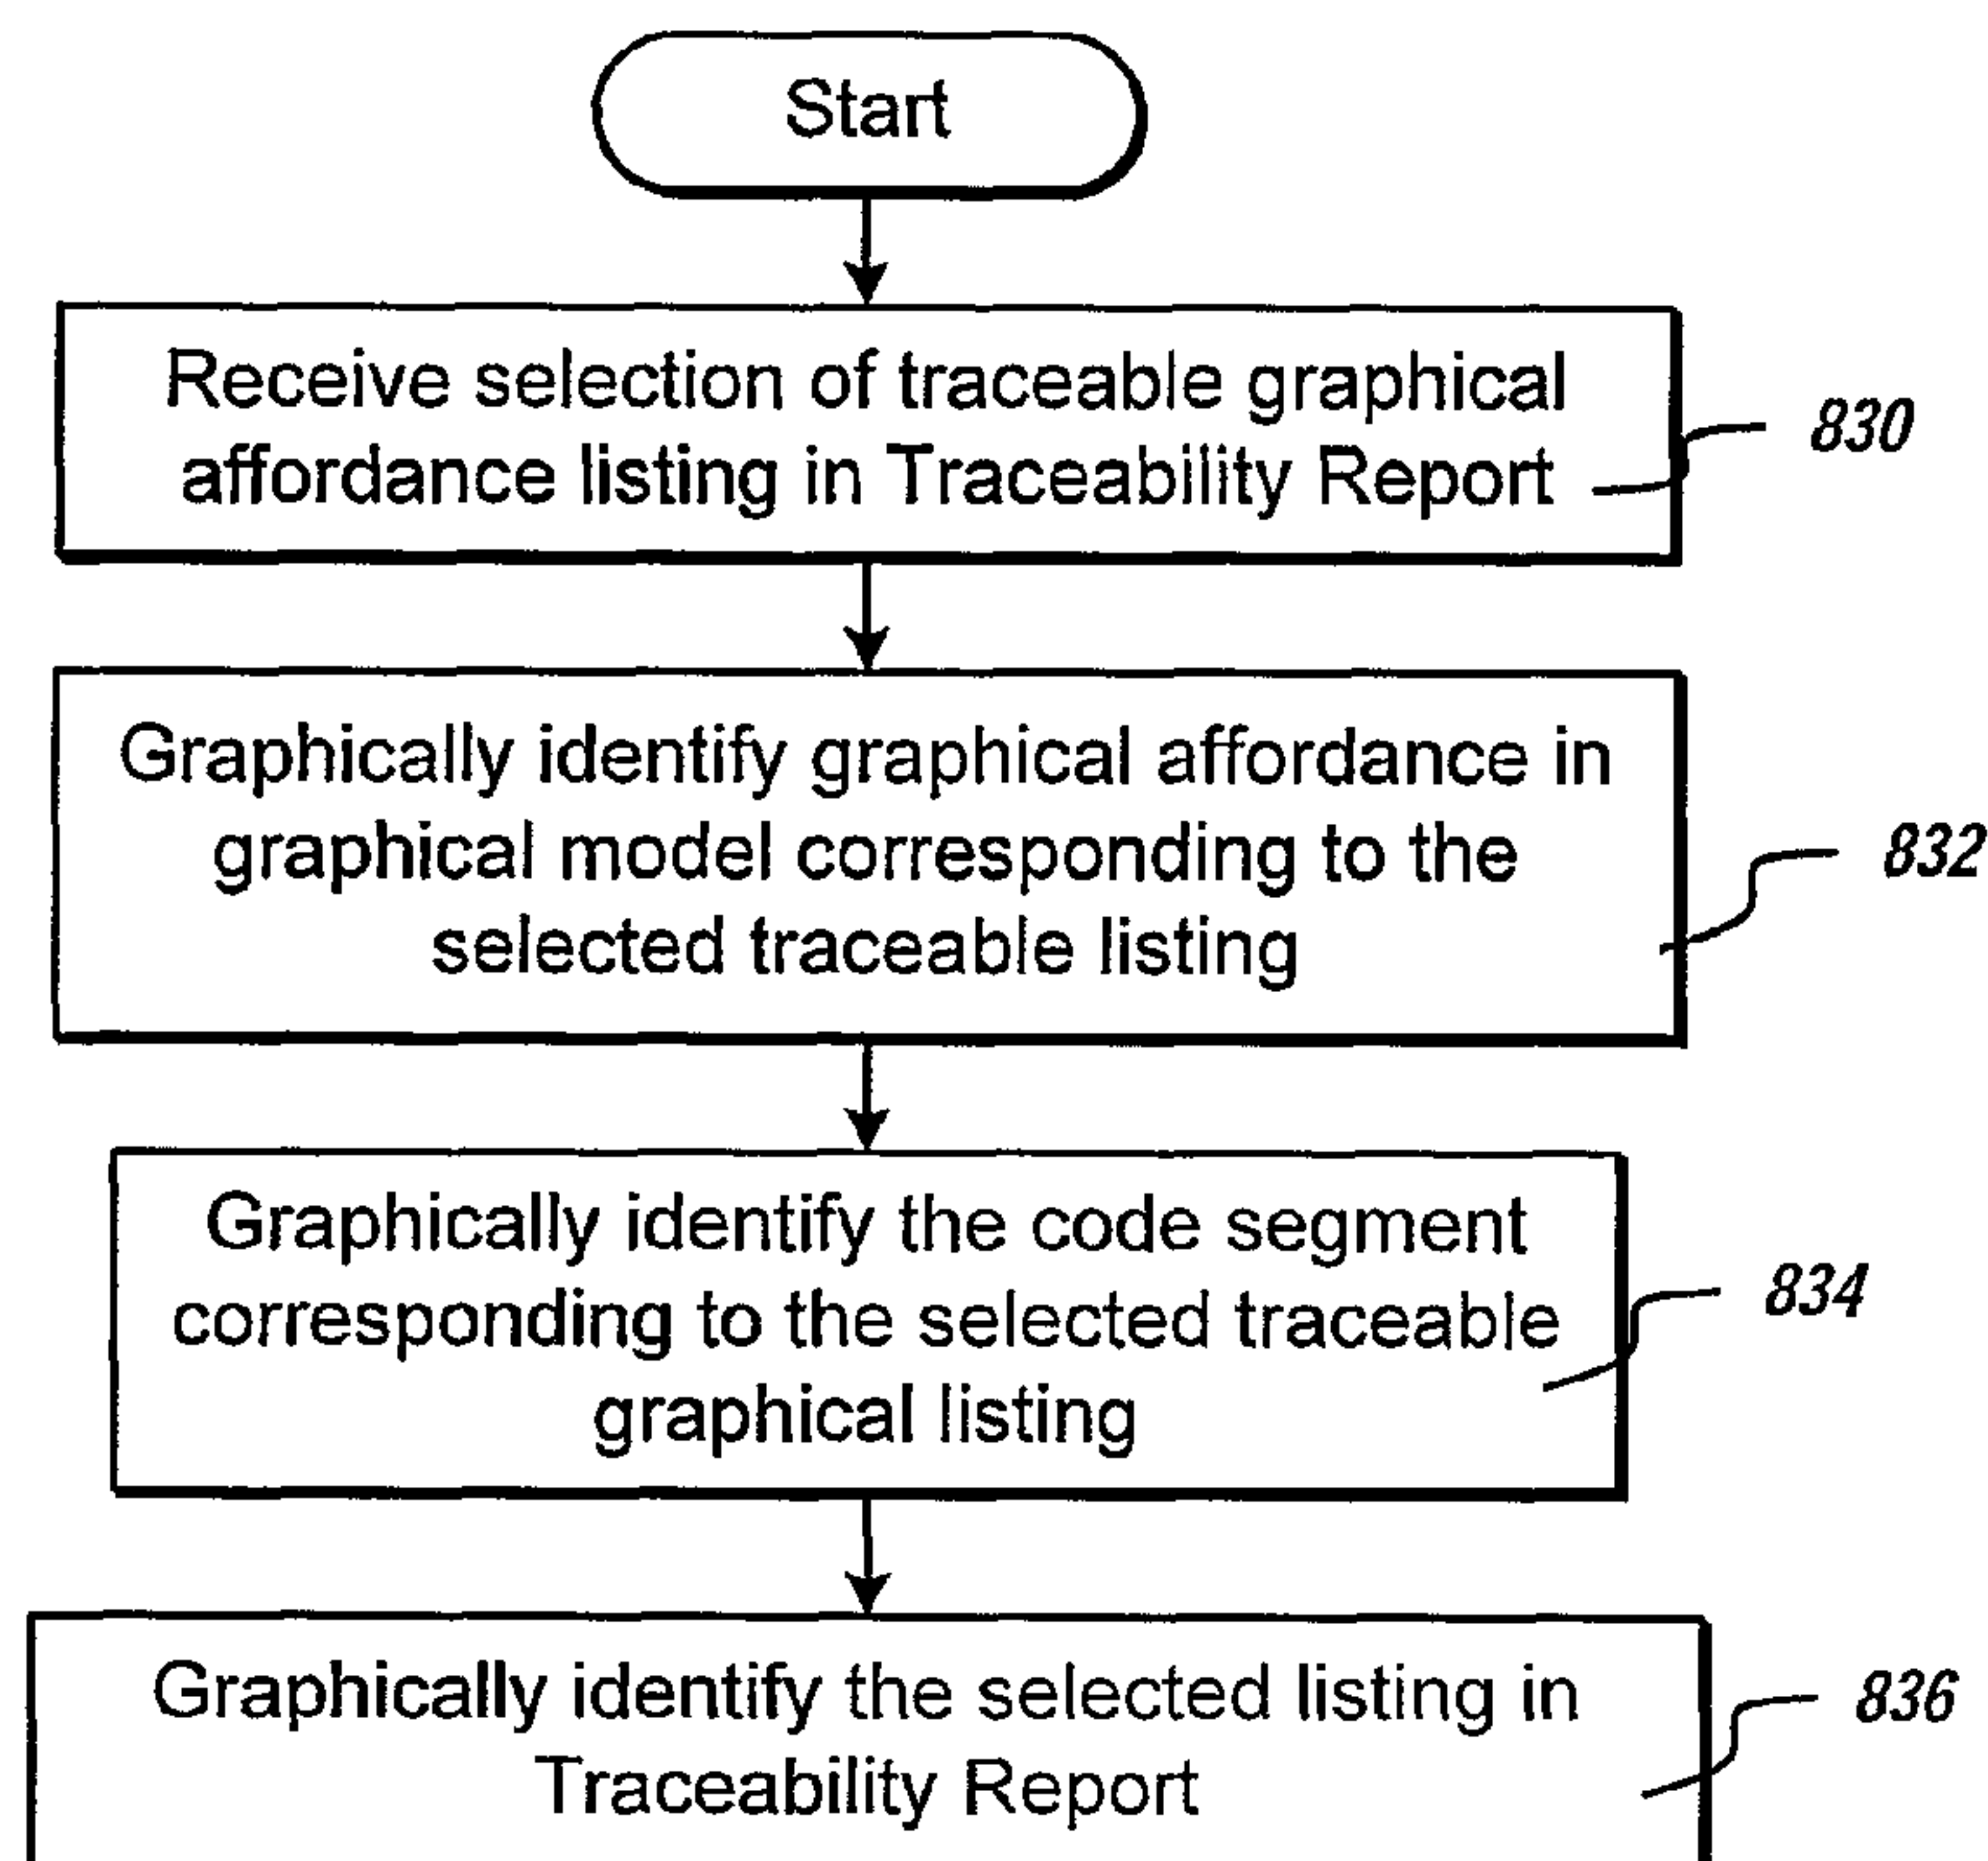 Start
Receive selection of traceable graphical
affordance listing in Traceability Report
830
Graphically identify graphical affordance in
graphical model corresponding to the
selected traceable listing
832
Graphically identify the code segment
corresponding to the selected traceable
graphical listing
834
Graphically identify the selected listing in
Traceability Report
836